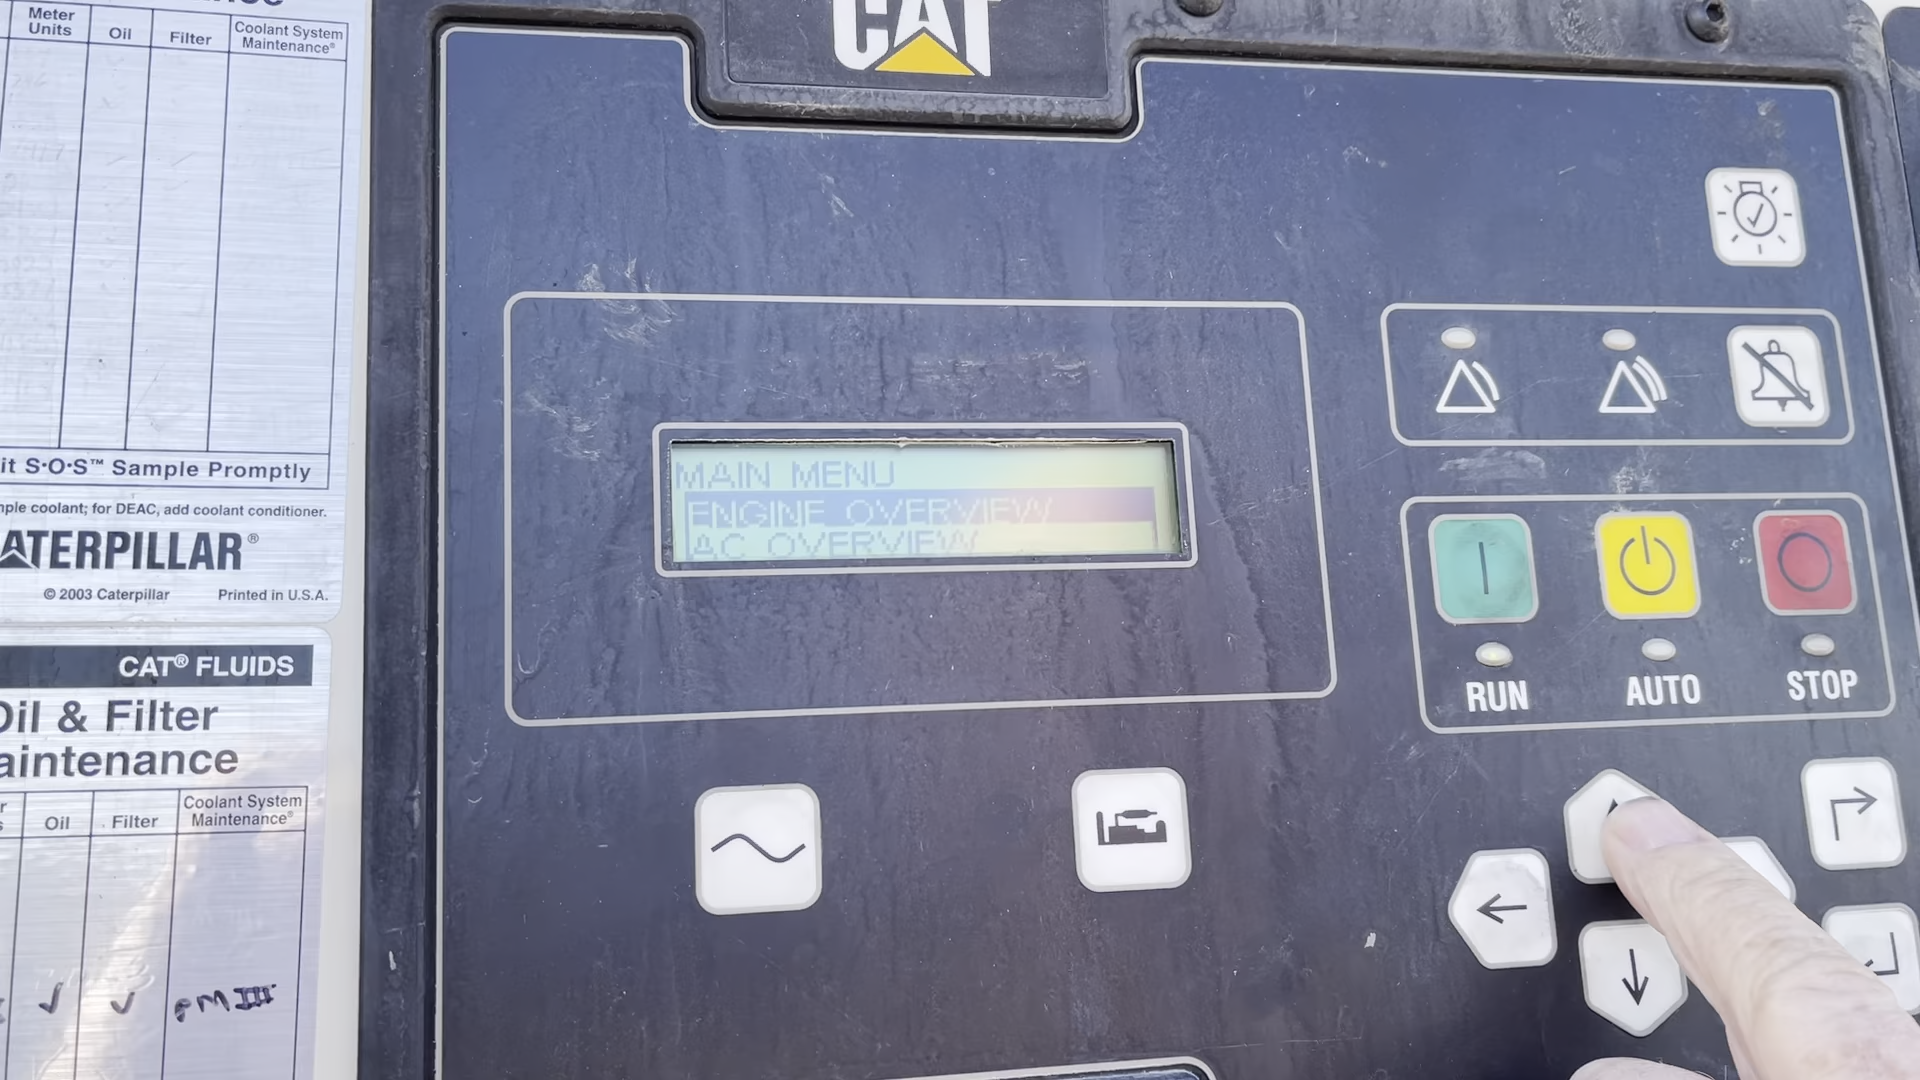 Meter
Units
Oil
Filter
Coolant System
Maintenance®
it S•O•S™ Sample Promptly
mple coolant; for DEAC, add coolant conditioner.
ATERPILLAR®
© 2003 Caterpillar
Printed in U.S.A.
CAT® FLUIDS
Oil & Filter
aintenance
Oil
Filter
Coolant System
Maintenance®
PM III
CAT
MAIN MENU
ENGINE OVERVIEW
AC OVERVIEW
RUN
AUTO
STOP